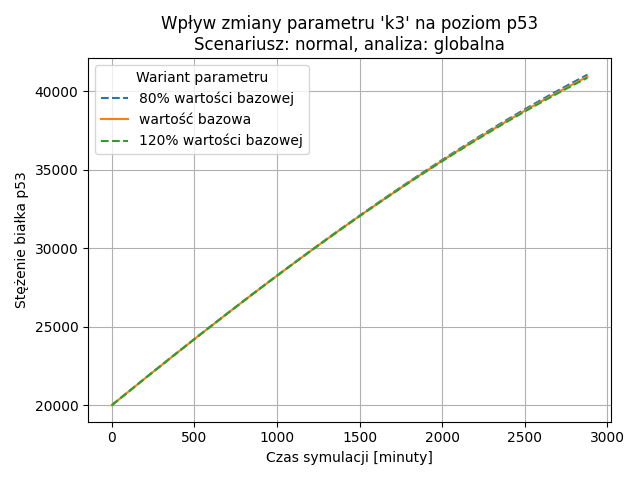 Wpływ zmiany parametru 'k3' na poziom p53
Scenariusz: normal, analiza: globalna
Wariant parametru
80% wartości bazowej
wartość bazowa
120% wartości bazowej
Stężenie białka p53
40000
35000
30000
25000
20000
0 500 1000 1500 2000 2500 3000
Czas symulacji [minuty]